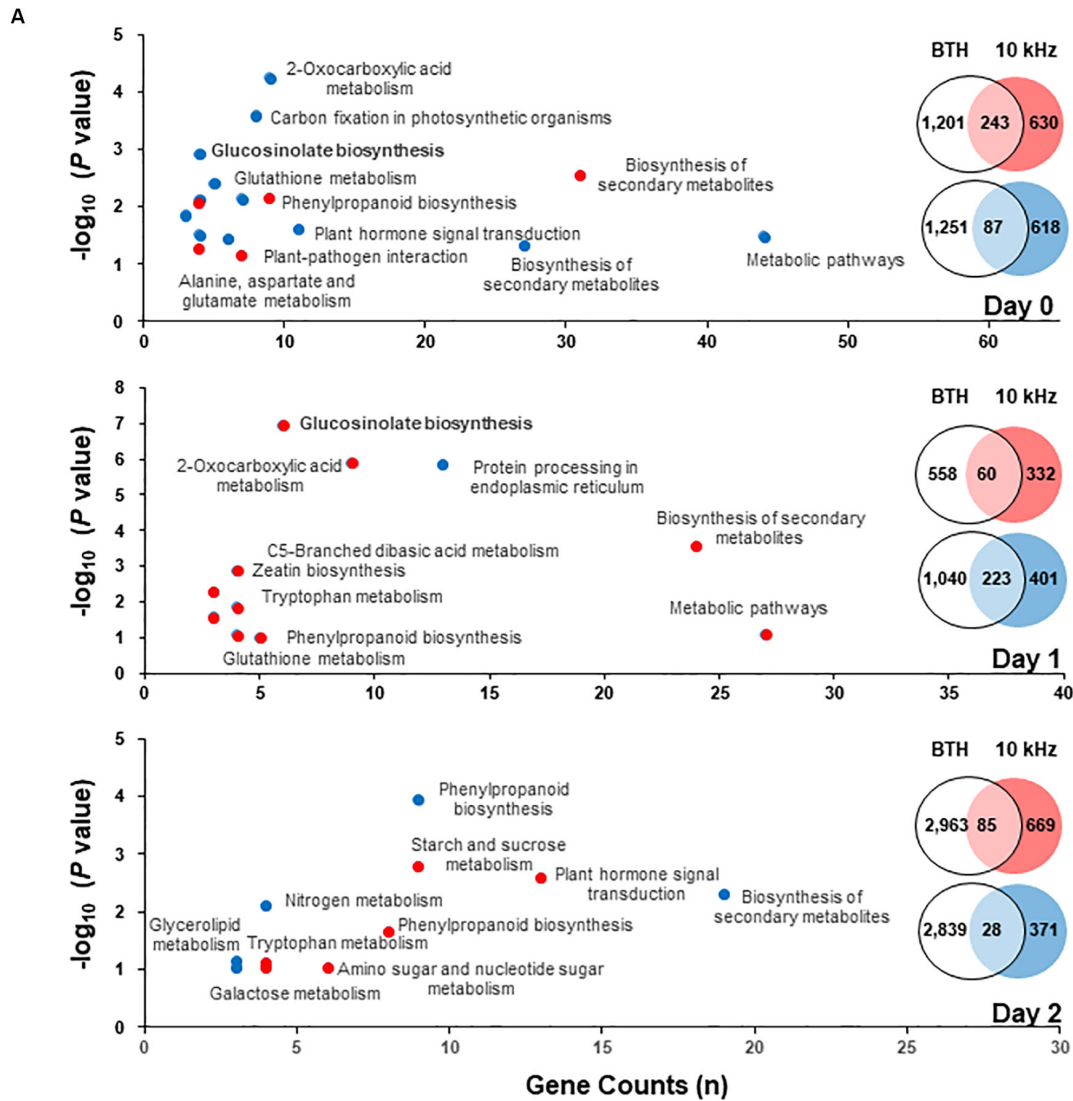 A
-log10 (P value)
5
4
3
2
1
0
0 10 20 30 40 50 60
2-Oxocarboxylic acid
metabolism
Carbon fixation in photosynthetic organisms
Glucosinolate biosynthesis
Glutathione metabolism
Phenylpropanoid biosynthesis
Biosynthesis of
secondary metabolites
Plant hormone signal transduction
Plant-pathogen interaction
Biosynthesis of
secondary metabolites
Metabolic pathways
Alanine, aspartate and
glutamate metabolism
BTH 10 kHz
1,201 243 630
1,251 87 618
Day 0
-log10 (P value)
8
7
6
5
4
3
2
1
0
0 5 10 15 20 25 30 35 40
Glucosinolate biosynthesis
2-Oxocarboxylic acid
metabolism
Protein processing in
endoplasmic reticulum
Biosynthesis of secondary
metabolites
C5-Branched dibasic acid metabolism
Zeatin biosynthesis
Tryptophan metabolism
Metabolic pathways
Phenylpropanoid biosynthesis
Glutathione metabolism
BTH 10 kHz
558 60 332
1,040 223 401
Day 1
-log10 (P value)
5
4
3
2
1
0
0 5 10 15 20 25 30
Phenylpropanoid
biosynthesis
Starch and sucrose
metabolism
Plant hormone signal
transduction
Nitrogen metabolism
Biosynthesis of
secondary metabolites
Glycerolipid
metabolism
Phenylpropanoid biosynthesis
Tryptophan metabolism
Amino sugar and nucleotide sugar
metabolism
Galactose metabolism
BTH 10 kHz
2,963 85 669
2,839 28 371
Day 2
Gene Counts (n)